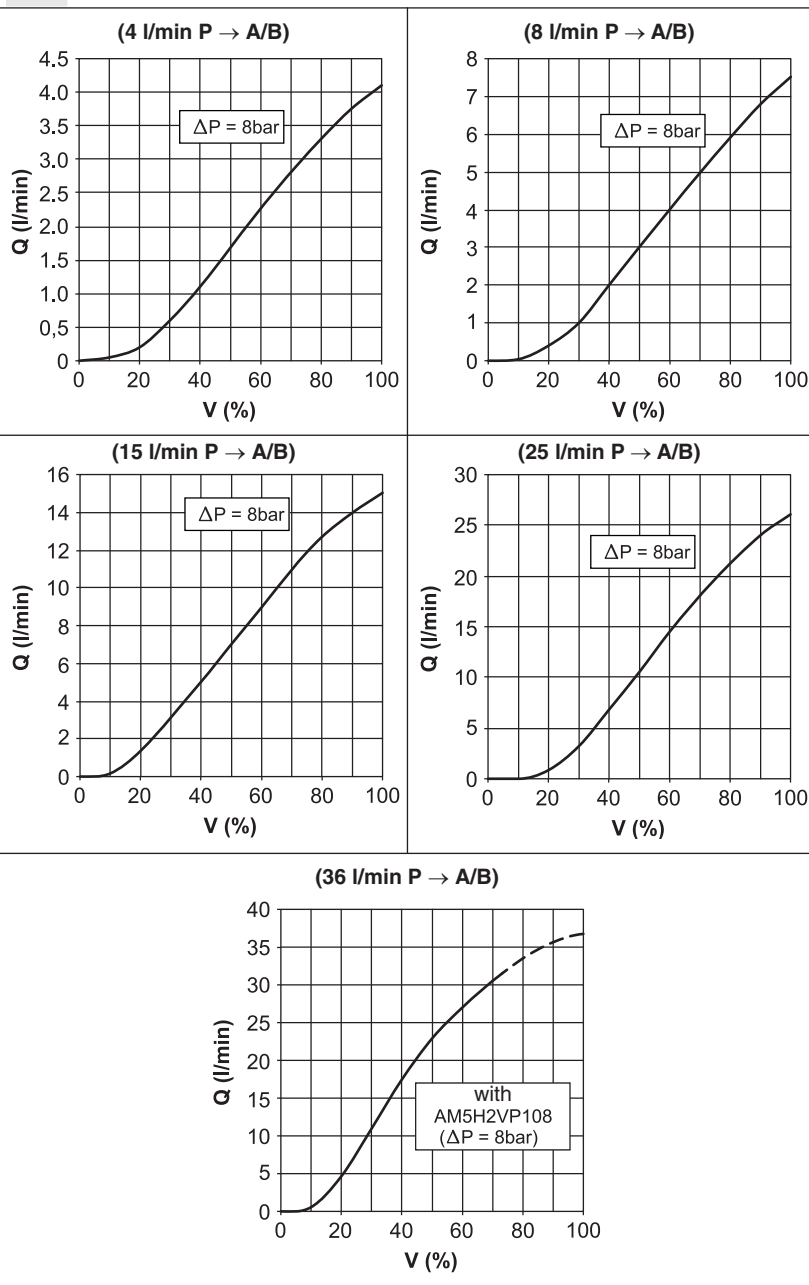 (4 l/min P → A/B)
4.5
4.0
3.5
3.0
2.5
2.0
1.5
1.0
0,5
0
Q (l/min)
ΔP = 8bar
0 20 40 60 80 100
V (%)
(8 l/min P → A/B)
8
7
6
5
4
3
2
1
0
Q (l/min)
ΔP = 8bar
0 20 40 60 80 100
V (%)
(15 l/min P → A/B)
16
14
12
10
8
6
4
2
0
Q (l/min)
ΔP = 8bar
0 20 40 60 80 100
V (%)
(25 l/min P → A/B)
30
25
20
15
10
5
0
Q (l/min)
ΔP = 8bar
0 20 40 60 80 100
V (%)
(36 l/min P → A/B)
40
35
30
25
20
15
10
5
0
Q (l/min)
with
AM5H2VP108
(ΔP = 8bar)
0 20 40 60 80 100
V (%)